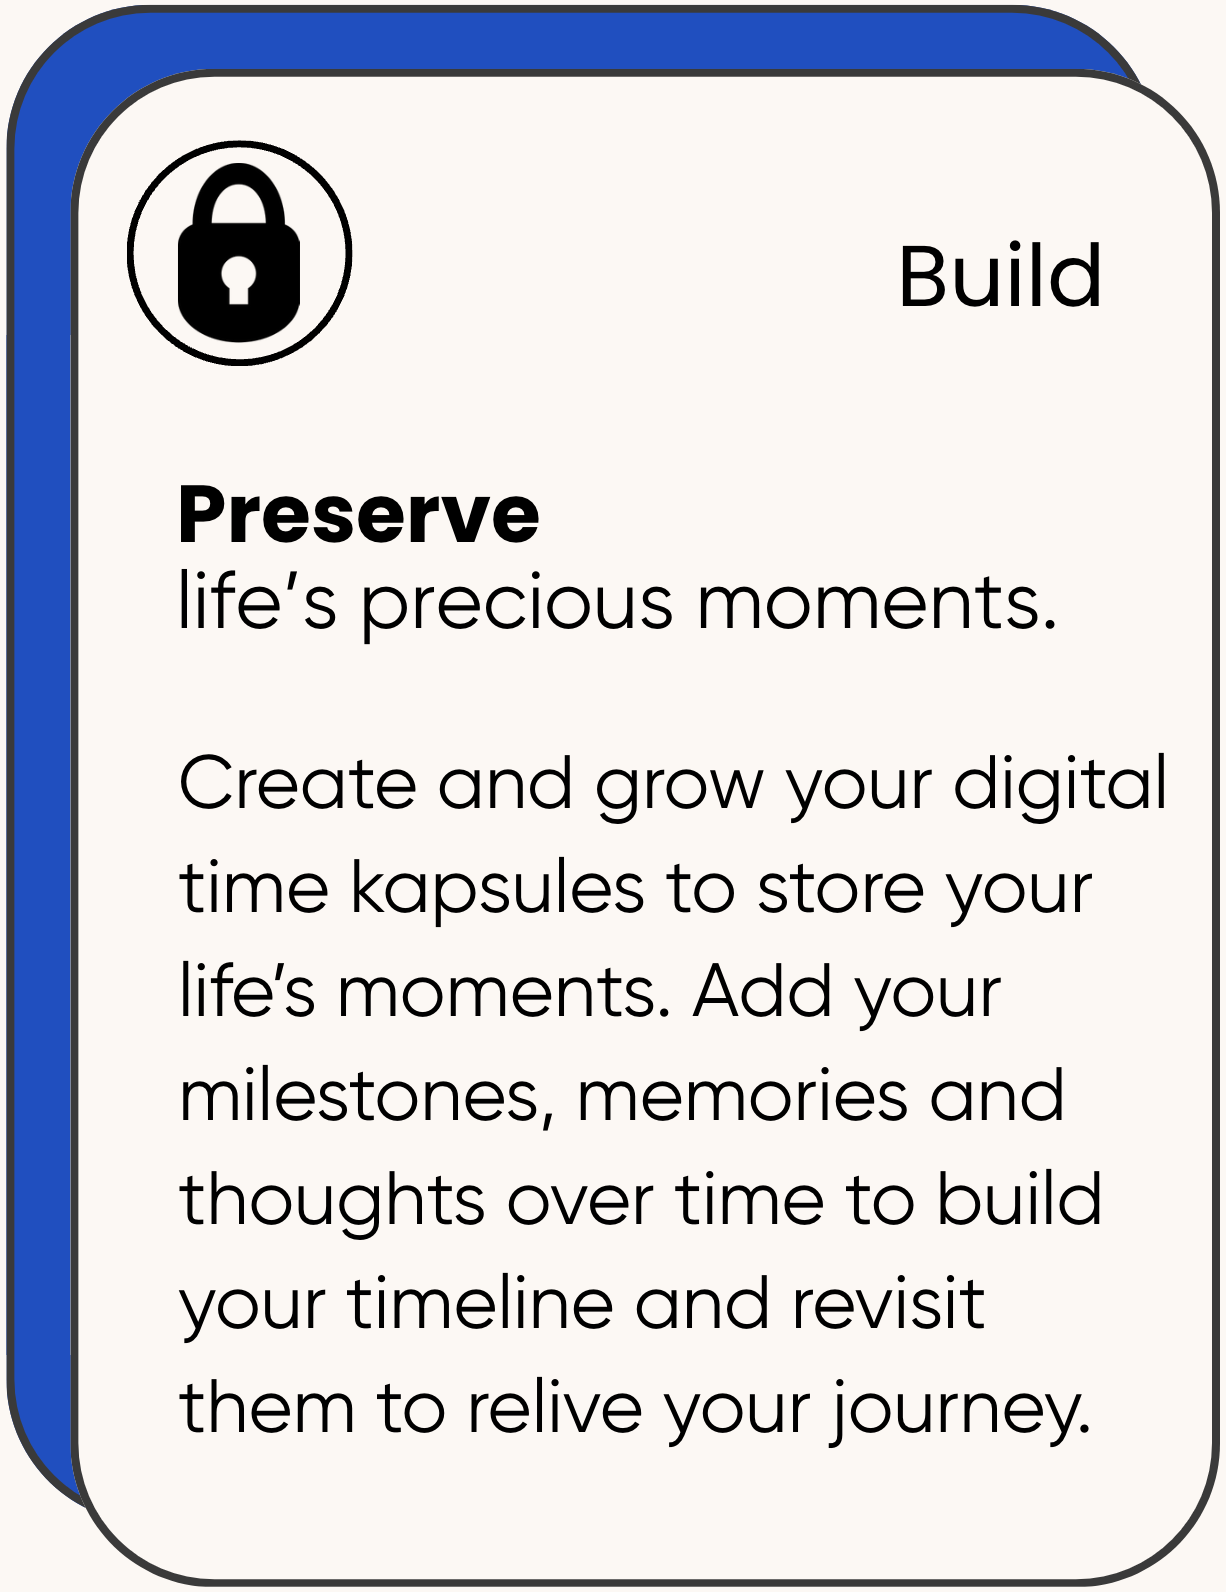 Build
Preserve
life’s precious moments.
Create and grow your digital
time kapsules to store your
life’s moments. Add your
milestones, memories and
thoughts over time to build
your timeline and revisit
them to relive your journey.